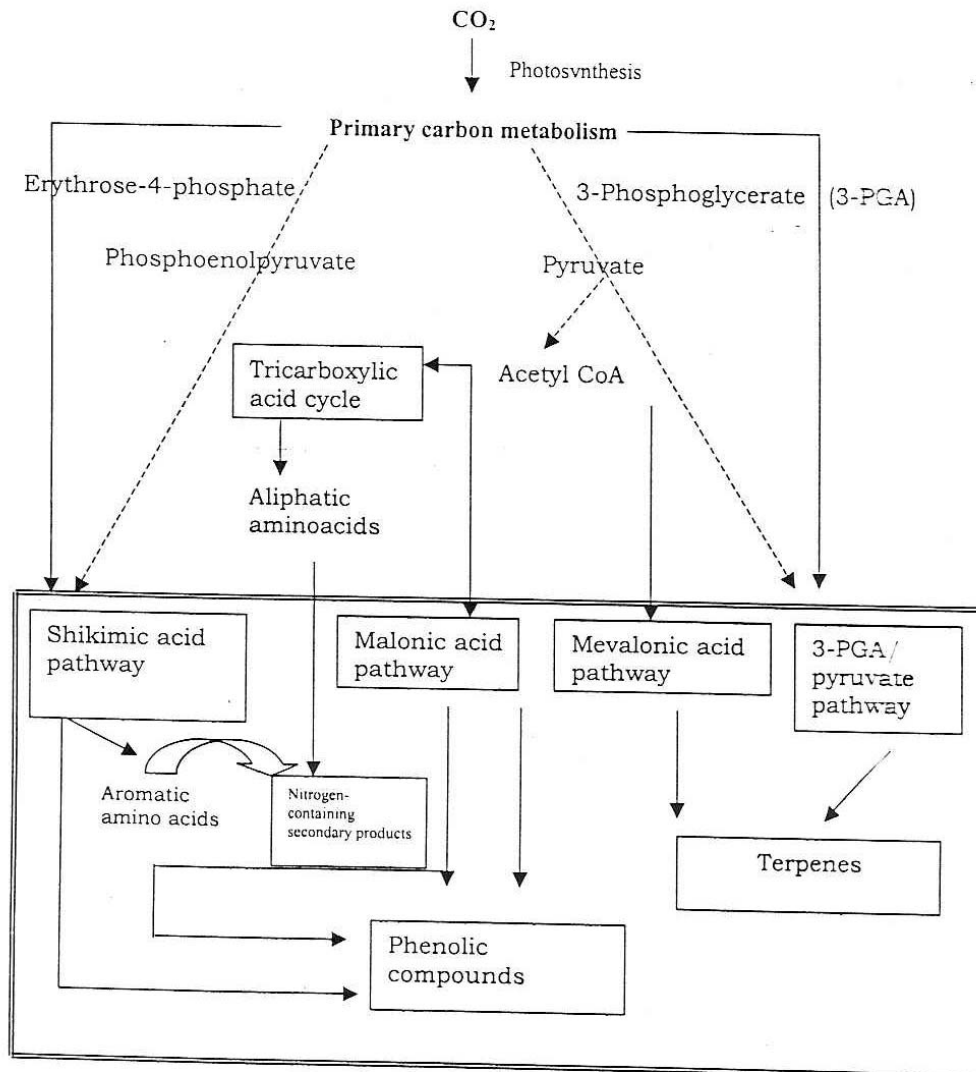 CO₂
Photosvnthesis
Primary carbon metabolism
Erythrose-4-phosphate
3-Phosphoglycerate (3-PGA)
Phosphoenolpyruvate
Pyruvate
Tricarboxylic
acid cycle
Acetyl CoA
Aliphatic
aminoacids
Shikimic acid
pathway
Malonic acid
pathway
Mevalonic acid
pathway
3-PGA/
pyruvate
pathway
Aromatic
amino acids
Nitrogen-
containing
secondary products
Terpenes
Phenolic
compounds